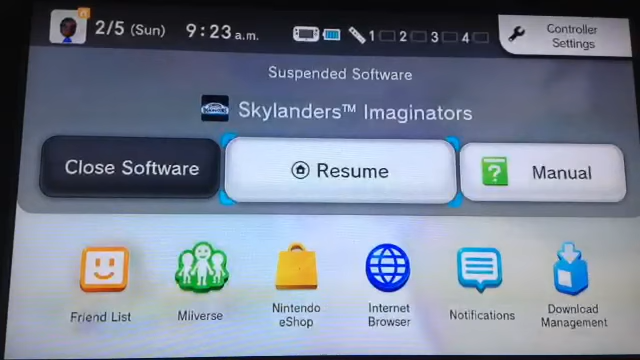 2/5 (Sun) 9:23 a.m. 1 2 3 4
Controller
Settings
Suspended Software
Skylanders™ Imaginators
Close Software
Resume
? Manual
Friend List
Miiverse
Nintendo
eShop
Internet
Browser
Notifications
Download
Management